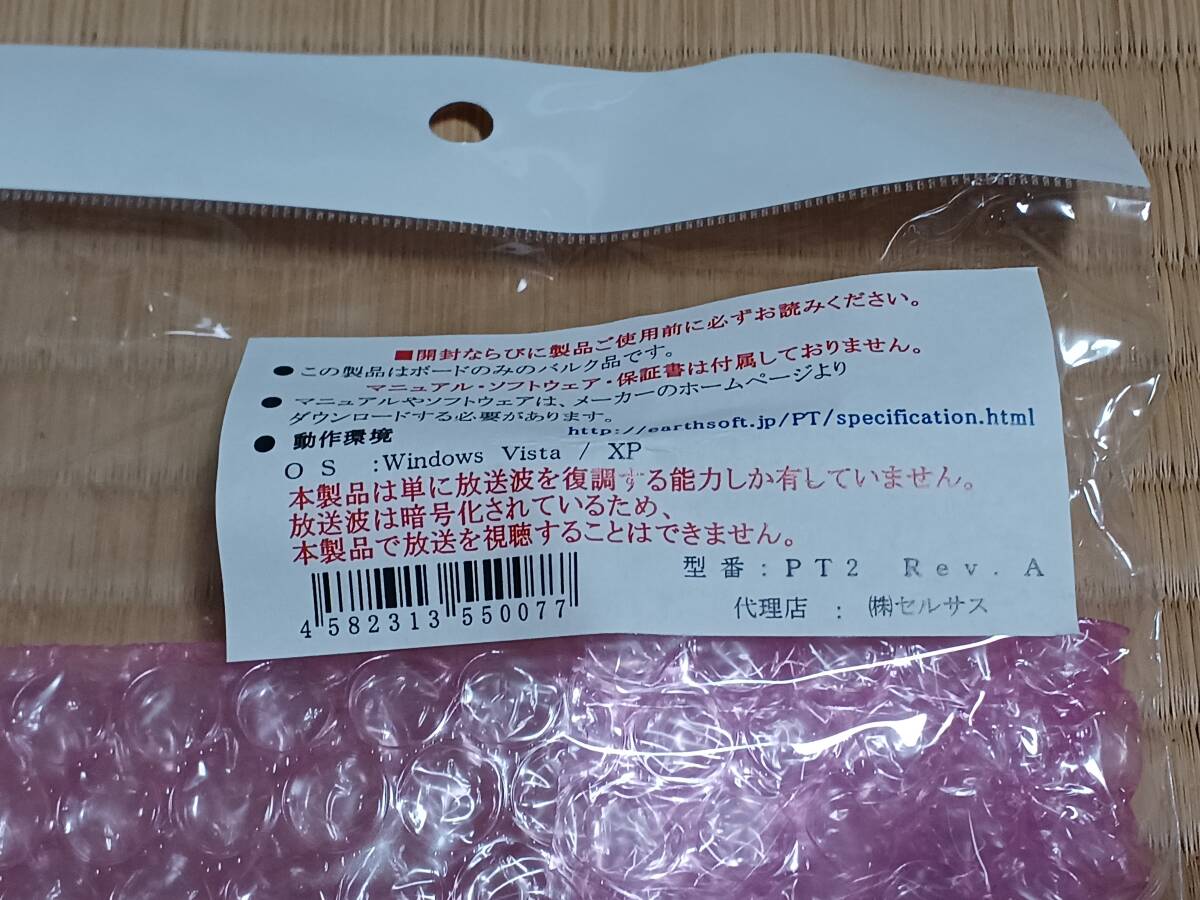 ■開封ならびに製品ご使用前に必ずお読みください。
●この製品はボードのみのバルク品です。
マニュアル・ソフトウェア・保証書は付属しておりません。
●マニュアルやソフトウェアは、メーカーのホームページより
ダウンロードする必要があります。
http://earthsoft.jp/PT/specification.html
●動作環境
OS :Windows Vista / XP
本製品は単に放送波を復調する能力しか有していません。
放送波は暗号化されているため、
本製品で放送を視聴することはできません。
型番:PT2 Rev. A
代理店 : ㈱セルサス
4 582313 550077